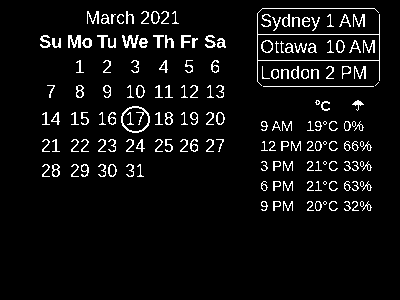 March 2021
Su Mo Tu We Th Fr Sa
1 2 3 4 5 6
7 8 9 10 11 12 13
14 15 16 17 18 19 20
21 22 23 24 25 26 27
28 29 30 31
Sydney 1 AM
Ottawa 10 AM
London 2 PM
°C ☂
9 AM 19°C 0%
12 PM 20°C 66%
3 PM 21°C 33%
6 PM 21°C 63%
9 PM 20°C 32%